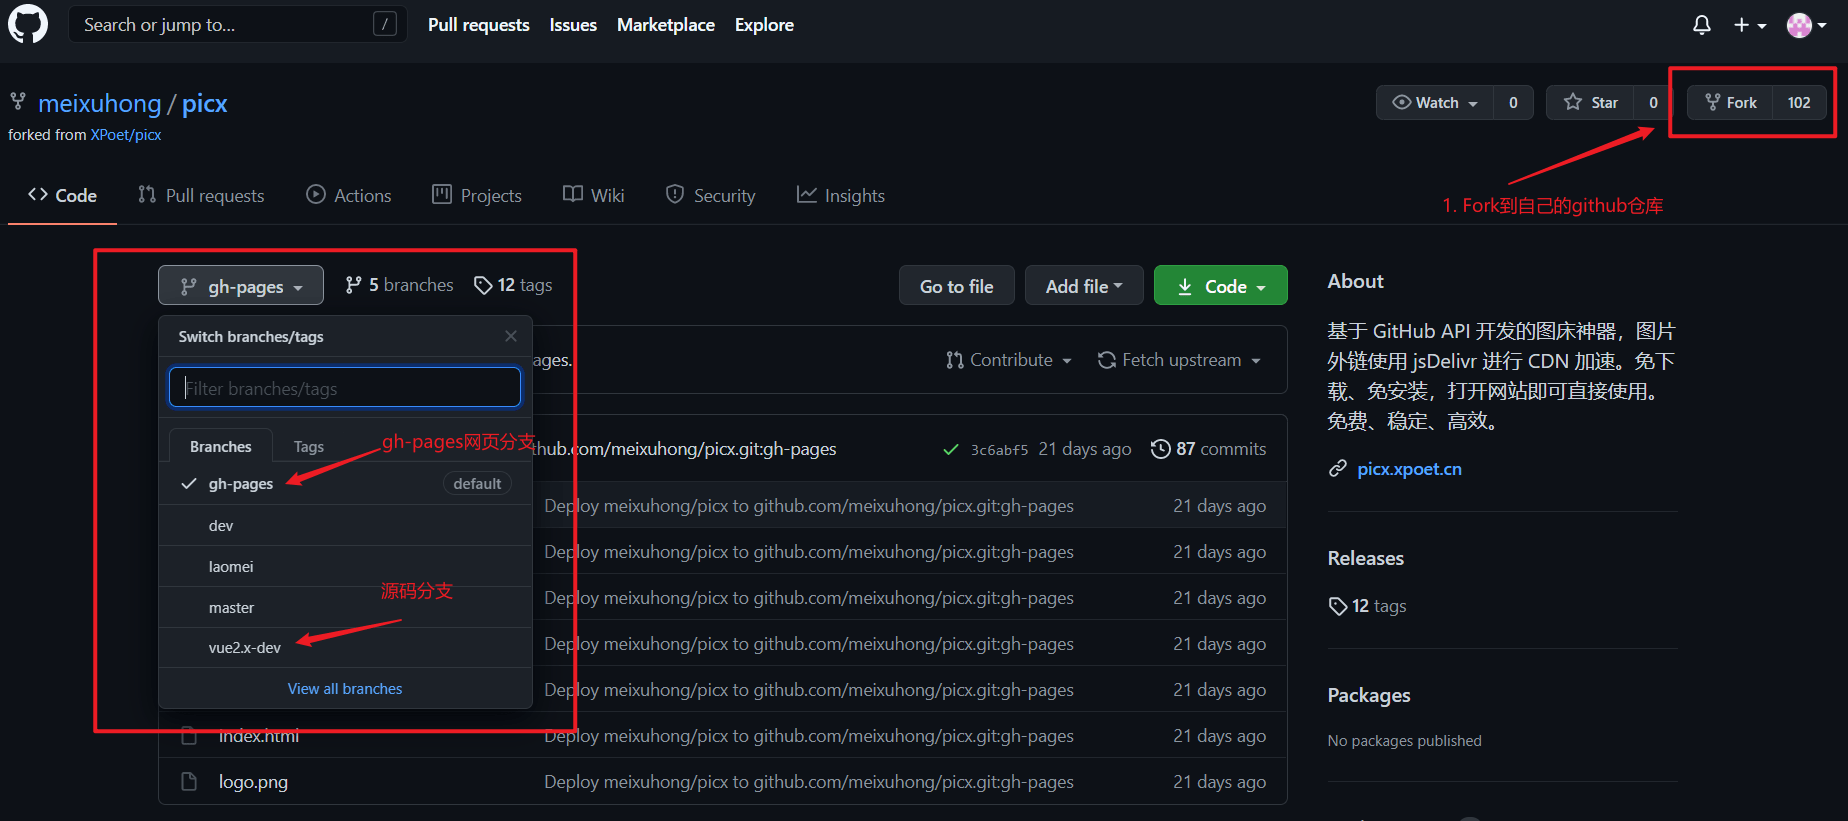 Search or jump to... /
Pull requests Issues Marketplace Explore
meixuhong / picx
forked from XPoet/picx
Watch 0 Star 0 Fork 102
Code Pull requests Actions Projects Wiki Security Insights
1. Fork到自己的github仓库
gh-pages 5 branches 12 tags Go to file Add file Code
Switch branches/tags
Filter branches/tags
Branches Tags
gh-pages网页分支
gh-pages default
dev
laomei
源码分支
master
vue2.x-dev
View all branches
ages. Contribute Fetch upstream
thub.com/meixuhong/picx.git:gh-pages 3c6abf5 21 days ago 87 commits
Deploy meixuhong/picx to github.com/meixuhong/picx.git:gh-pages 21 days ago
Deploy meixuhong/picx to github.com/meixuhong/picx.git:gh-pages 21 days ago
Deploy meixuhong/picx to github.com/meixuhong/picx.git:gh-pages 21 days ago
Deploy meixuhong/picx to github.com/meixuhong/picx.git:gh-pages 21 days ago
Deploy meixuhong/picx to github.com/meixuhong/picx.git:gh-pages 21 days ago
index.html Deploy meixuhong/picx to github.com/meixuhong/picx.git:gh-pages 21 days ago
logo.png Deploy meixuhong/picx to github.com/meixuhong/picx.git:gh-pages 21 days ago
About
基于 GitHub API 开发的图床神器，图片
外链使用 jsDelivr 进行 CDN 加速。免下
载、免安装，打开网站即可直接使用。
免费、稳定、高效。
picx.xpoet.cn
Releases
12 tags
Packages
No packages published